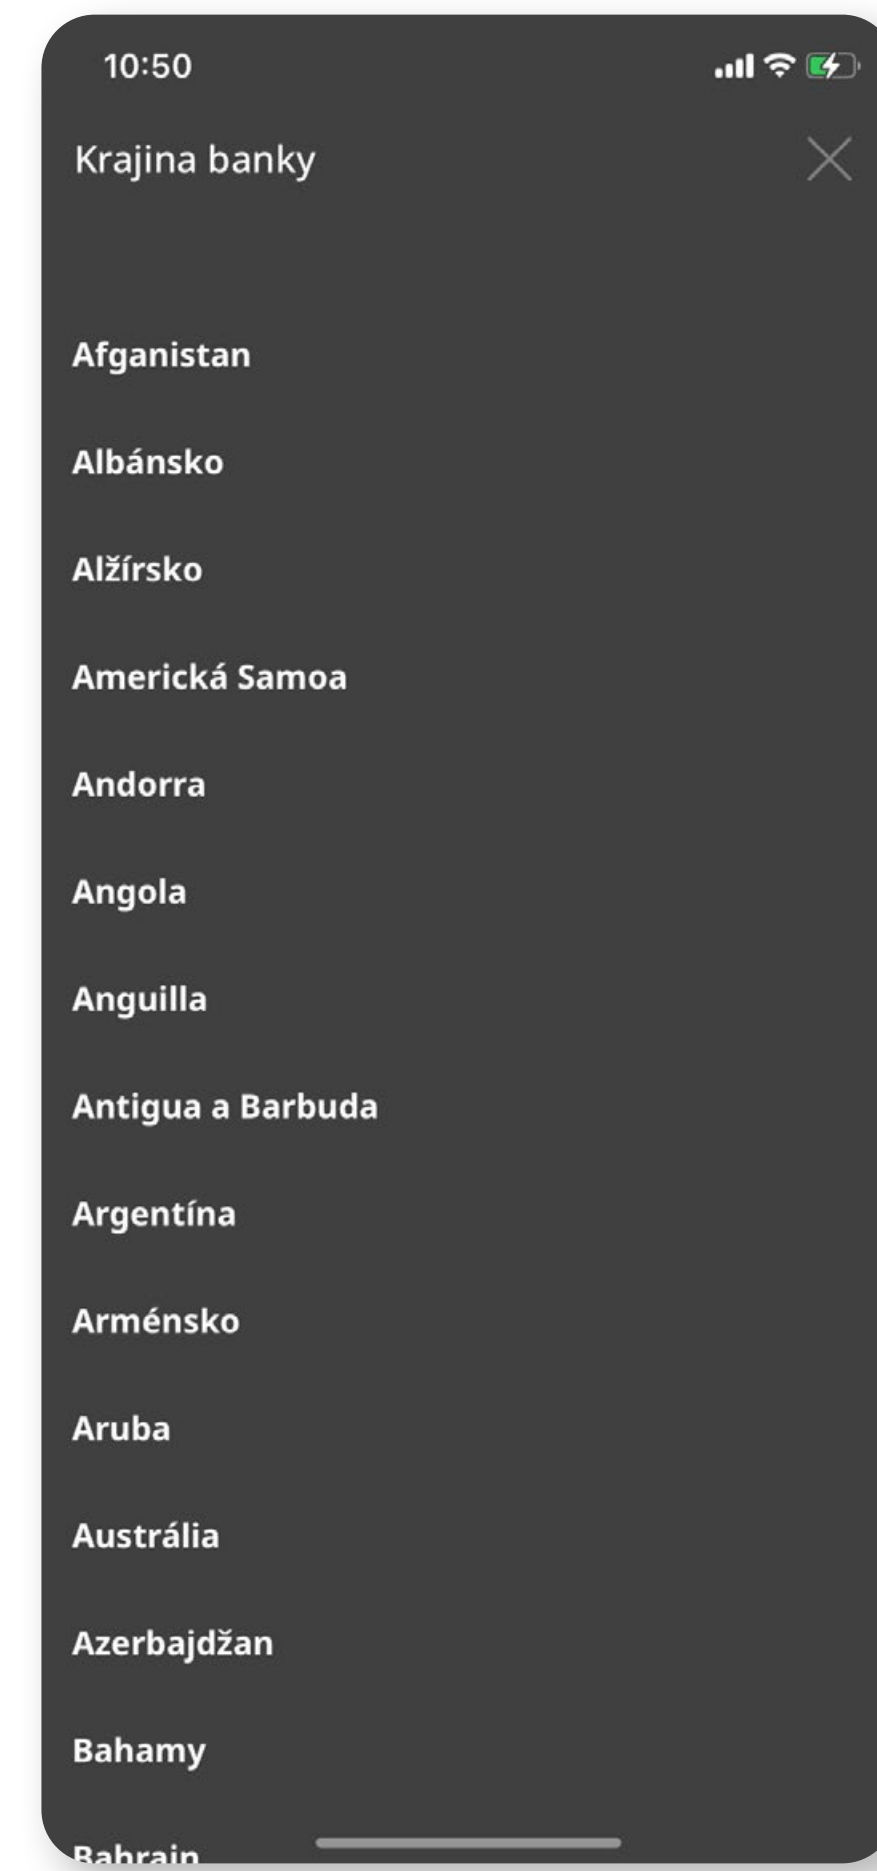 10:50
Krajina banky
Afganistan
Albánsko
Alžírsko
Americká Samoa
Andorra
Angola
Anguilla
Antigua a Barbuda
Argentína
Arménsko
Aruba
Austrália
Azerbajdžan
Bahamy
Bahrain